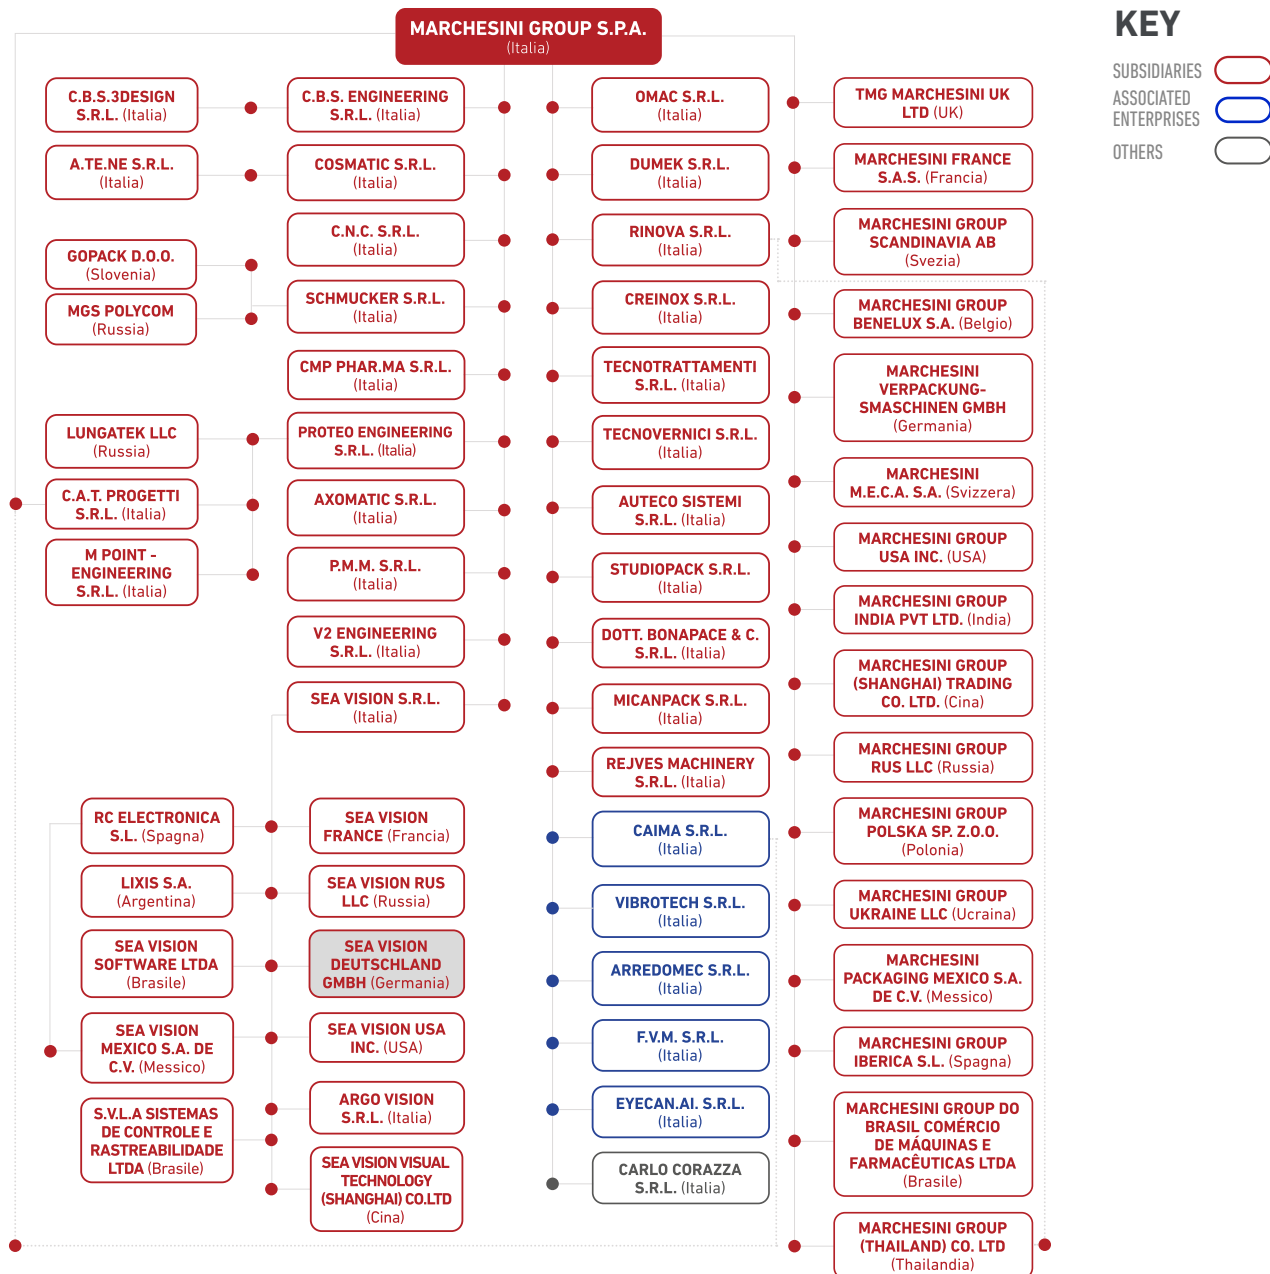 MARCHESINI GROUP S.P.A.
(Italia)
KEY
SUBSIDIARIES
ASSOCIATED
ENTERPRISES
OTHERS
C.B.S.3DESIGN
S.R.L. (Italia)
A.TE.NE S.R.L.
(Italia)
GOPACK D.O.O.
(Slovenia)
MGS POLYCOM
(Russia)
LUNGATEK LLC
(Russia)
C.A.T. PROGETTI
S.R.L. (Italia)
M POINT -
ENGINEERING
S.R.L. (Italia)
C.B.S. ENGINEERING
S.R.L. (Italia)
COSMATIC S.R.L.
(Italia)
C.N.C. S.R.L.
(Italia)
SCHMUCKER S.R.L.
(Italia)
CMP PHAR.MA S.R.L.
(Italia)
PROTEO ENGINEERING
S.R.L. (Italia)
AXOMATIC S.R.L.
(Italia)
P.M.M. S.R.L.
(Italia)
V2 ENGINEERING
S.R.L. (Italia)
SEA VISION S.R.L.
(Italia)
RC ELECTRONICA
S.L. (Spagna)
LIXIS S.A.
(Argentina)
SEA VISION
SOFTWARE LTDA
(Brasile)
SEA VISION
MEXICO S.A. DE
C.V. (Messico)
S.V.L.A SISTEMAS
DE CONTROLE E
RASTREABILIDADE
LTDA (Brasile)
SEA VISION
FRANCE (Francia)
SEA VISION RUS
LLC (Russia)
SEA VISION
DEUTSCHLAND
GMBH (Germania)
SEA VISION USA
INC. (USA)
ARGO VISION
S.R.L. (Italia)
SEA VISION VISUAL
TECHNOLOGY
(SHANGHAI) CO.LTD
(Cina)
OMAC S.R.L.
(Italia)
DUMEK S.R.L.
(Italia)
RINOVA S.R.L.
(Italia)
CREINOX S.R.L.
(Italia)
TECNOTRATTAMENTI
S.R.L. (Italia)
TECNOVERNICI S.R.L.
(Italia)
AUTECO SISTEMI
S.R.L. (Italia)
STUDIOPACK S.R.L.
(Italia)
DOTT. BONAPACE & C.
S.R.L. (Italia)
MICANPACK S.R.L.
(Italia)
REJVES MACHINERY
S.R.L. (Italia)
CAIMA S.R.L.
(Italia)
VIBROTECH S.R.L.
(Italia)
ARREDOMEC S.R.L.
(Italia)
F.V.M. S.R.L.
(Italia)
EYECAN.AI. S.R.L.
(Italia)
CARLO CORAZZA
S.R.L. (Italia)
TMG MARCHESINI UK
LTD (UK)
MARCHESINI FRANCE
S.A.S. (Francia)
MARCHESINI GROUP
SCANDINAVIA AB
(Svezia)
MARCHESINI GROUP
BENELUX S.A. (Belgio)
MARCHESINI
VERPACKUNG-
SMASCHINEN GMBH
(Germania)
MARCHESINI
M.E.C.A. S.A. (Svizzera)
MARCHESINI GROUP
USA INC. (USA)
MARCHESINI GROUP
INDIA PVT LTD. (India)
MARCHESINI GROUP
(SHANGHAI) TRADING
CO. LTD. (Cina)
MARCHESINI GROUP
RUS LLC (Russia)
MARCHESINI GROUP
POLSKA SP. Z.O.O.
(Polonia)
MARCHESINI GROUP
UKRAINE LLC (Ucraina)
MARCHESINI
PACKAGING MEXICO S.A.
DE C.V. (Messico)
MARCHESINI GROUP
IBERICA S.L. (Spagna)
MARCHESINI GROUP DO
BRASIL COMÉRCIO
DE MÁQUINAS E
FARMACÊUTICAS LTDA
(Brasile)
MARCHESINI GROUP
(THAILAND) CO. LTD
(Thailandia)